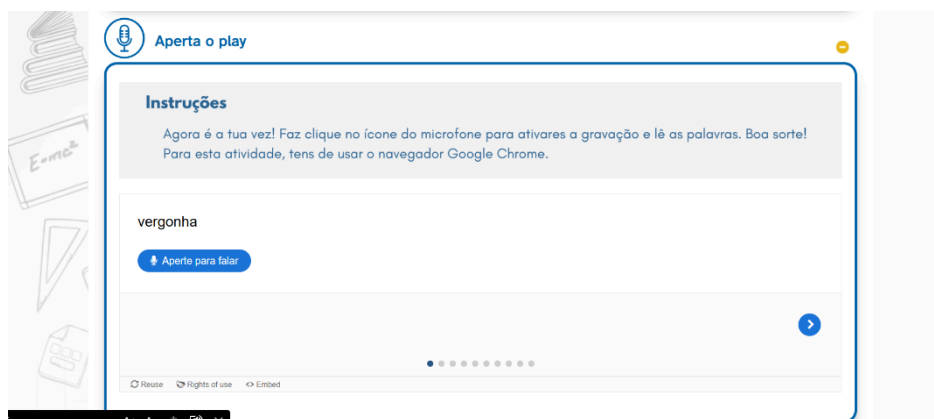 Aperta o play
Instruções
Agora é a tua vez! Faz clique no ícone do microfone para ativares a gravação e lê as palavras. Boa sorte!
Para esta atividade, tens de usar o navegador Google Chrome.
E=mc²
vergonha
Aperte para falar
Reuse Rights of use <> Embed